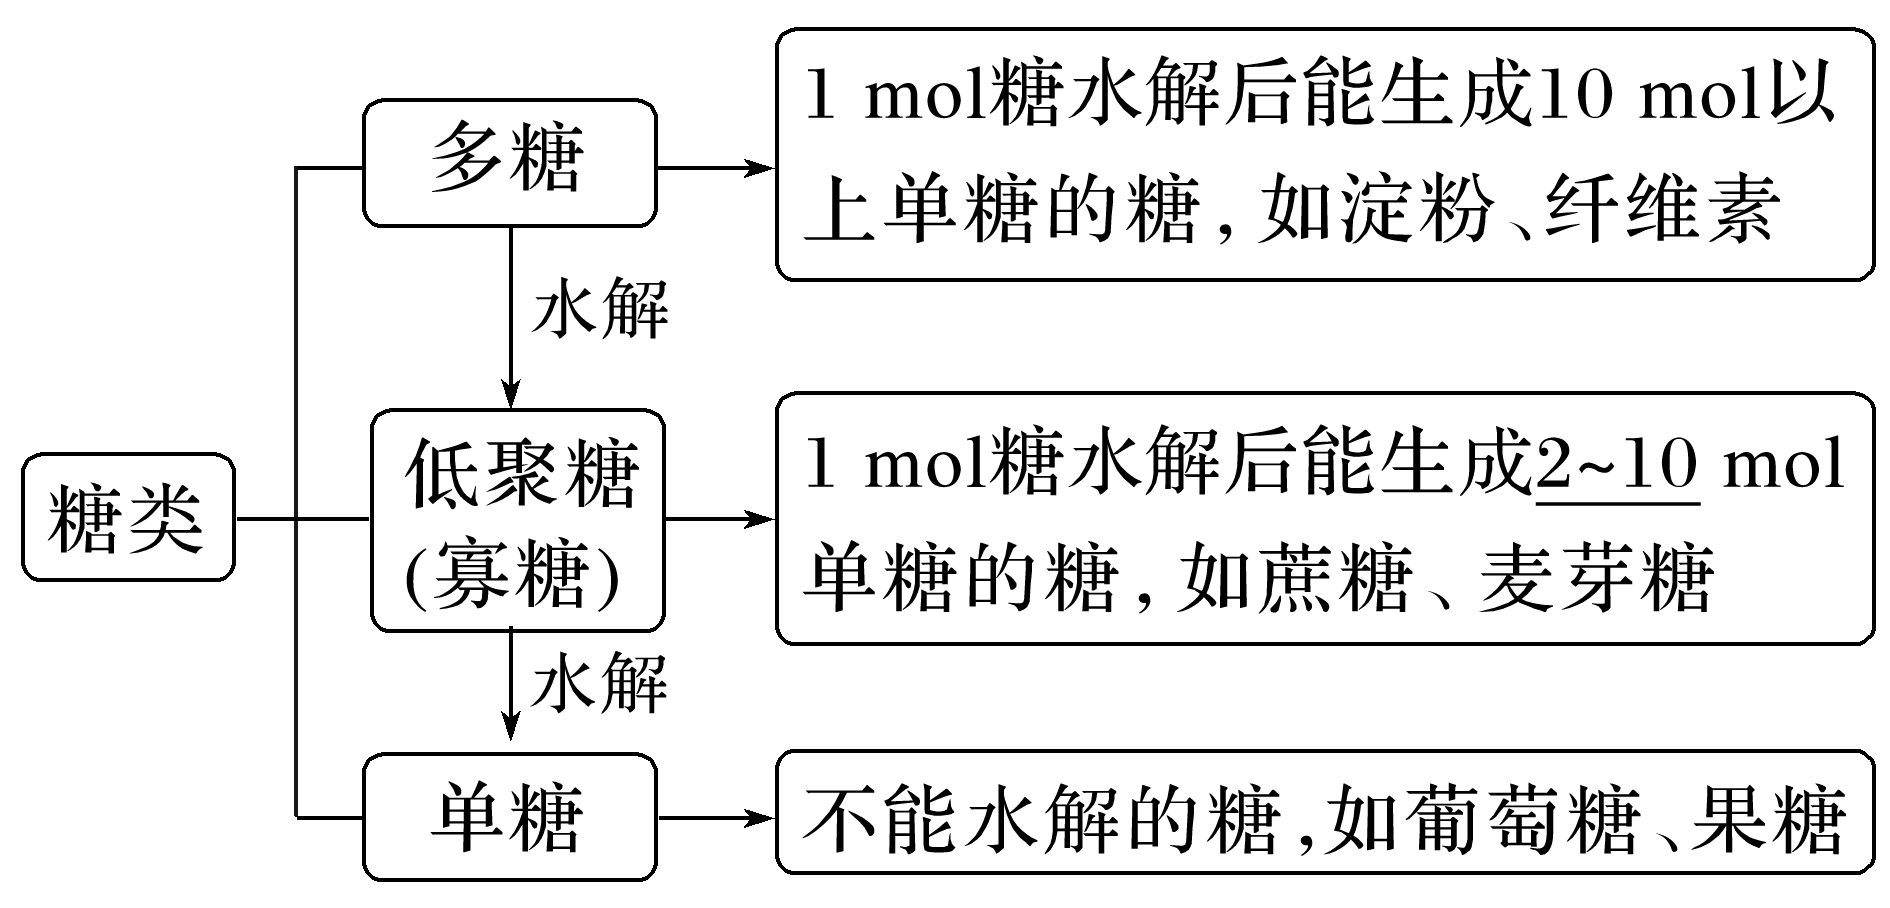 糖类
多糖
1 mol糖水解后能生成10 mol以
上单糖的糖,如淀粉、纤维素
水解
低聚糖
(寡糖)
1 mol糖水解后能生成2~10 mol
单糖的糖,如蔗糖、麦芽糖
水解
单糖
不能水解的糖,如葡萄糖、果糖